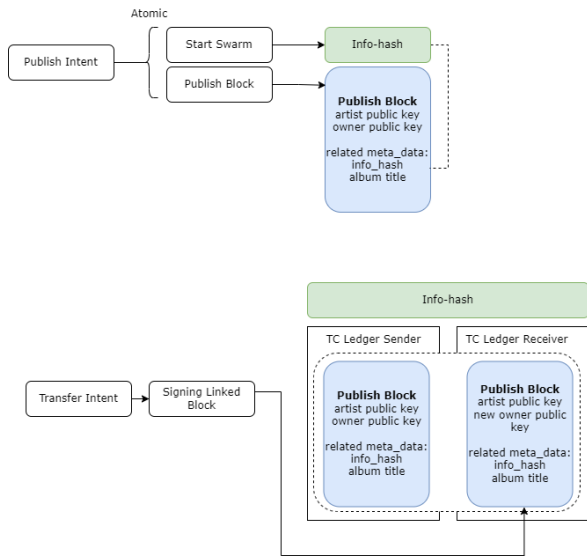 Atomic
Publish Intent
Start Swarm
Info-hash
Publish Block
Publish Block
artist public key
owner public key
related meta_data:
info_hash
album title
Info-hash
TC Ledger Sender
TC Ledger Receiver
Transfer Intent
Signing Linked
Block
Publish Block
artist public key
owner public key
related meta_data:
info_hash
album title
Publish Block
artist public key
new owner public
key
related meta_data:
info_hash
album title